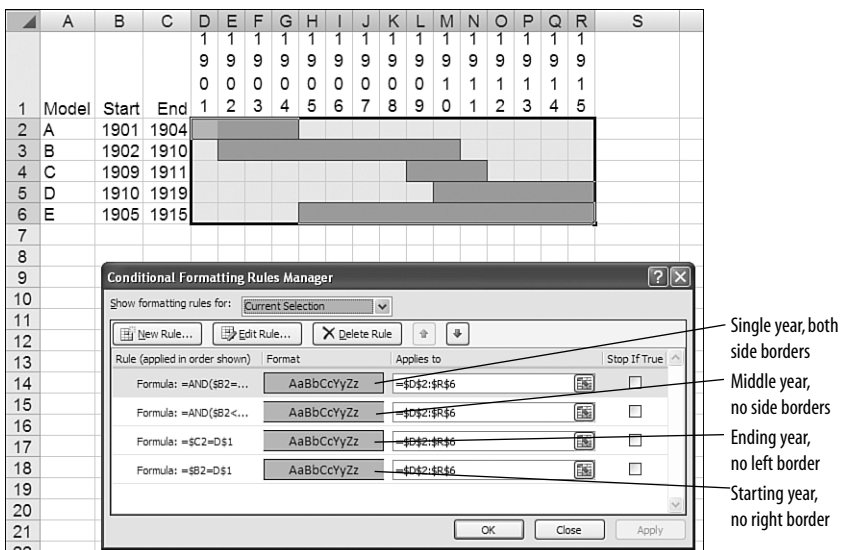 A B C D E F G H I J K L M N O P Q R S
1 1 1 1 1 1 1 1 1 1 1 1 1 1 1
9 9 9 9 9 9 9 9 9 9 9 9 9 9 9
0 0 0 0 0 0 0 0 0 1 1 1 1 1 1
1 Model Start End 1 2 3 4 5 6 7 8 9 0 1 2 3 4 5
2 A 1901 1904
3 B 1902 1910
4 C 1909 1911
5 D 1910 1919
6 E 1905 1915
7
8
9
10
11
12
13
14
15
16
17
18
19
20
21
22
Conditional Formatting Rules Manager
Show formatting rules for: Current Selection
New Rule... Edit Rule... Delete Rule
Rule (applied in order shown) Format Applies to Stop If True
Formula: =AND($B2=... AaBbCcYyZz =$D$2:$R$6
Formula: =AND($B2<... AaBbCcYyZz =$D$2:$R$6
Formula: =$C2=D$1 AaBbCcYyZz =$D$2:$R$6
Formula: =$B2=D$1 AaBbCcYyZz =$D$2:$R$6
OK Close Apply
Single year, both
side borders
Middle year,
no side borders
Ending year,
no left border
Starting year,
no right border